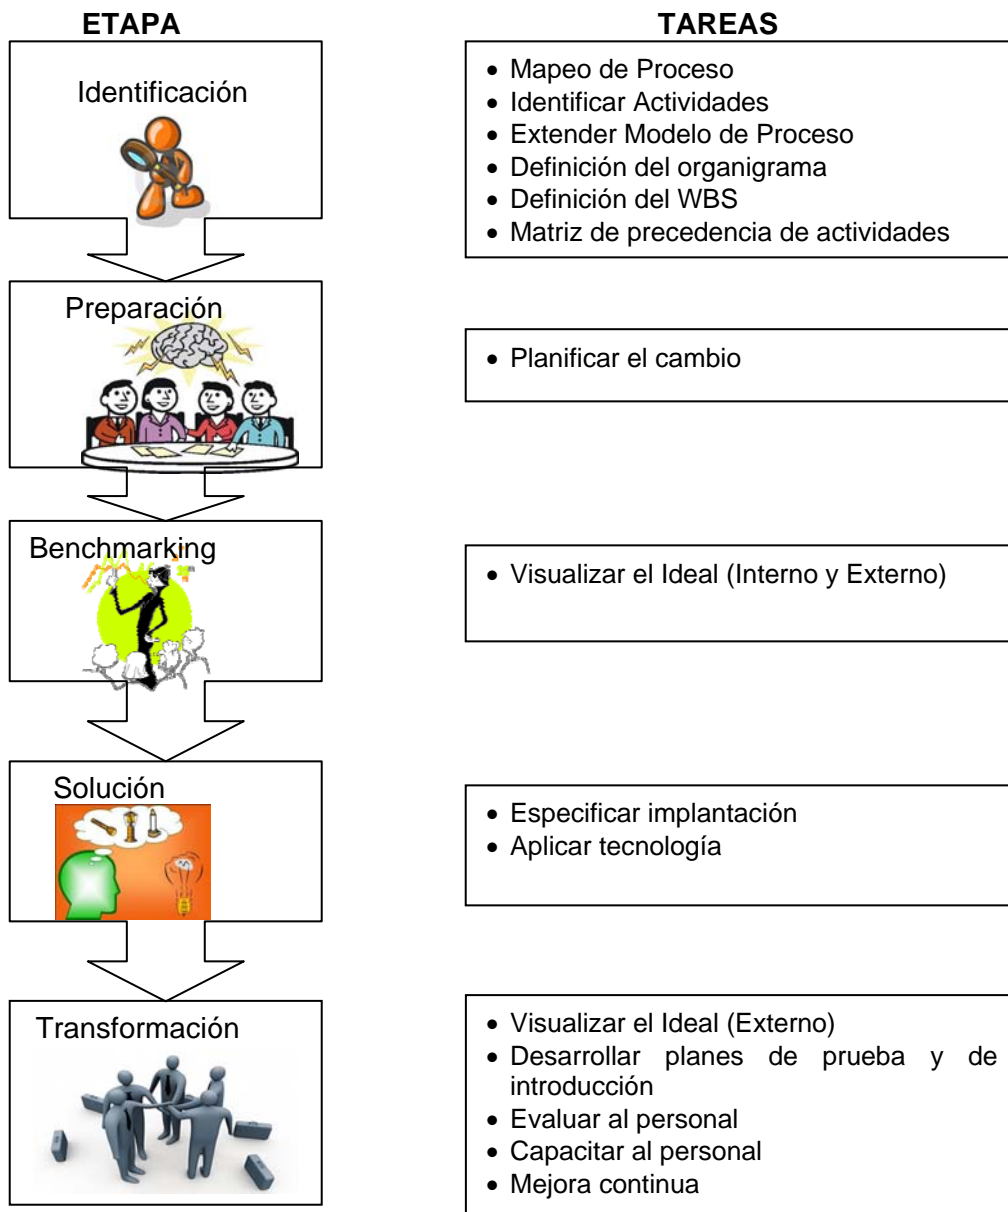 ETAPA
TAREAS
Identificación
• Mapeo de Proceso
• Identificar Actividades
• Extender Modelo de Proceso
• Definición del organigrama
• Definición del WBS
• Matriz de precedencia de actividades
Preparación
• Planificar el cambio
Benchmarking
• Visualizar el Ideal (Interno y Externo)
Solución
• Especificar implantación
• Aplicar tecnología
Transformación
• Visualizar el Ideal (Externo)
• Desarrollar planes de prueba y de
introducción
• Evaluar al personal
• Capacitar al personal
• Mejora continua